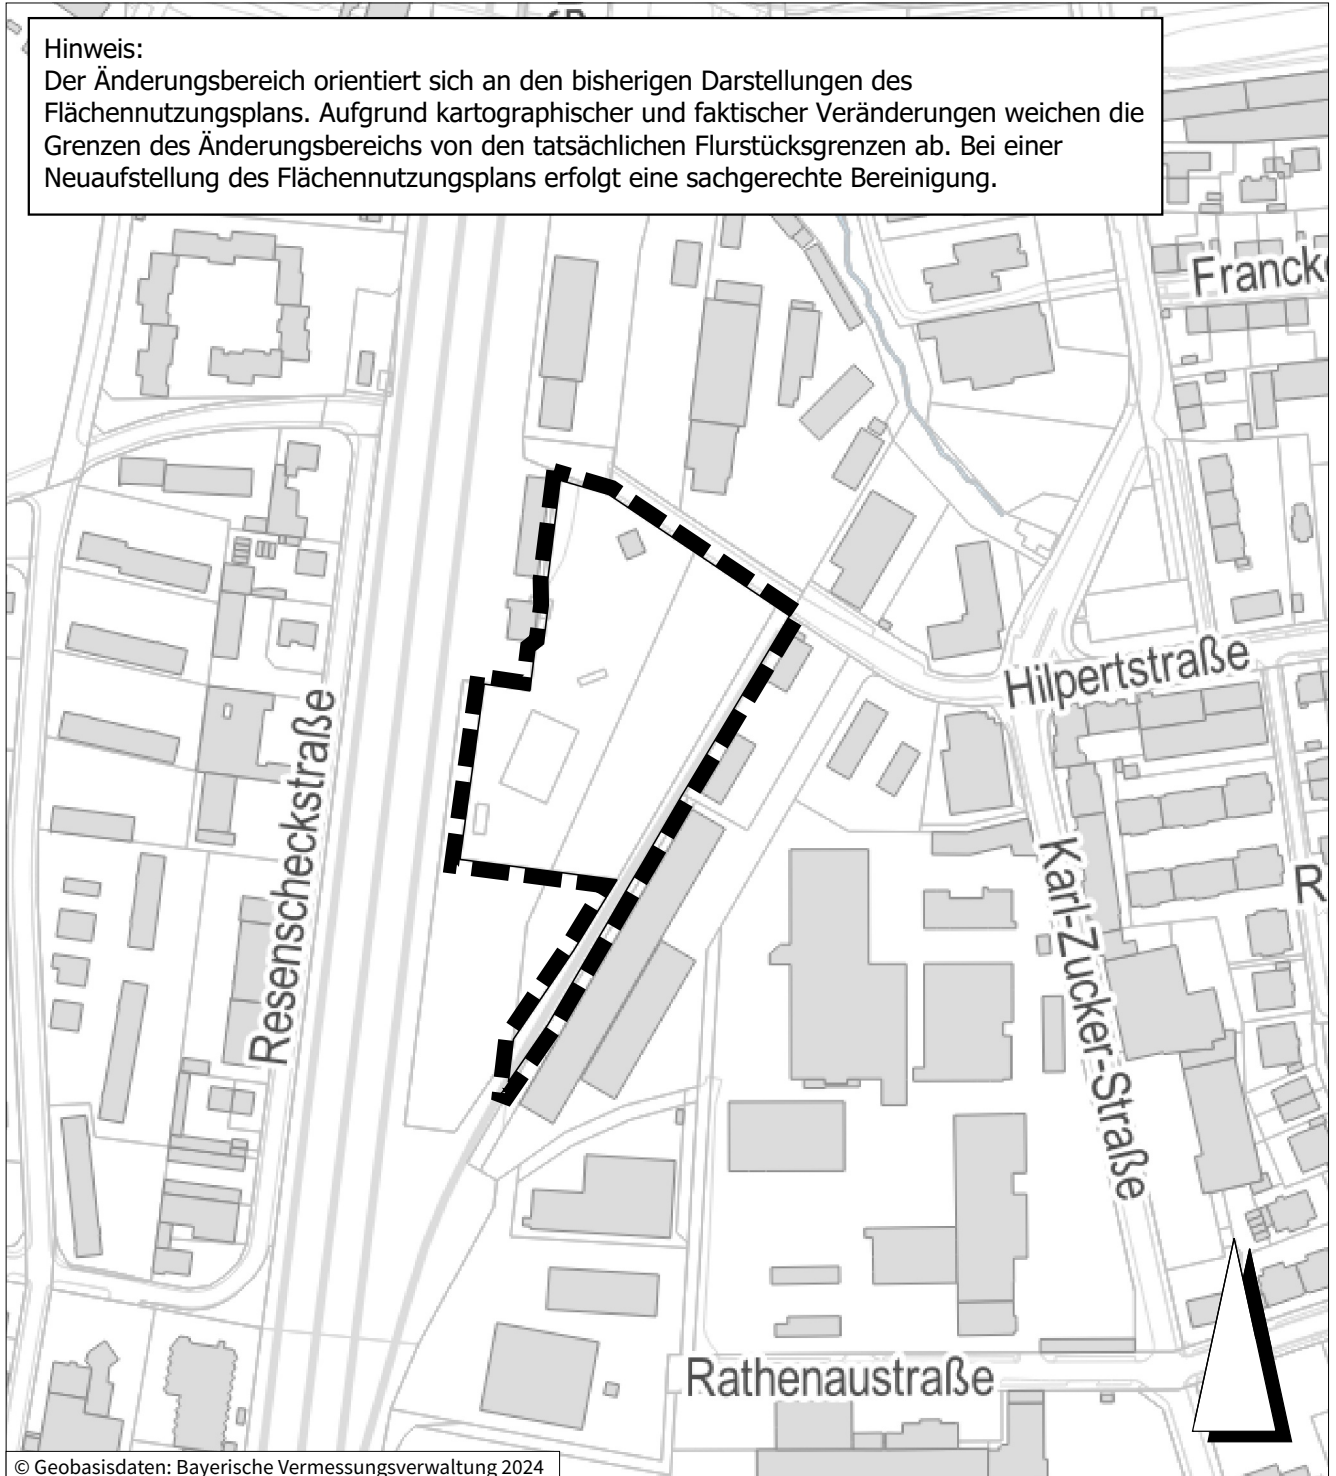 Hinweis:
Der Änderungsbereich orientiert sich an den bisherigen Darstellungen des
Flächennutzungsplans. Aufgrund kartographischer und faktischer Veränderungen weichen die
Grenzen des Änderungsbereichs von den tatsächlichen Flurstücksgrenzen ab. Bei einer
Neuaufstellung des Flächennutzungsplans erfolgt eine sachgerechte Bereinigung.
Francke
Hilpertstraße
Resenscheckstraße
Karl-Zucker-Straße
R
Rathenaustraße
© Geobasisdaten: Bayerische Vermessungsverwaltung 2024